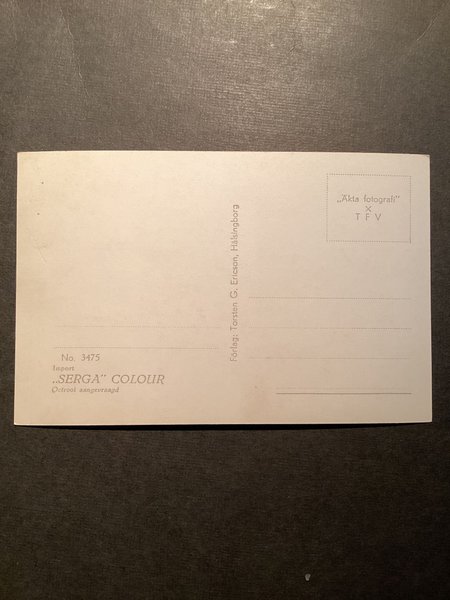 „Äkta fotografi"
X
T F V
Förlag: Torsten G. Ericson, Hälsingborg
No. 3475
Import
„SERGA" COLOUR
Octrooi aangevraagd